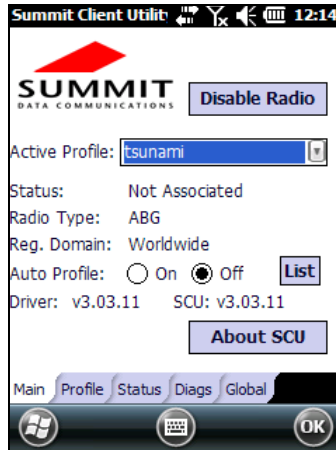 Summit Client Utilit 12:14
SUMMIT
DATA COMMUNICATIONS
Disable Radio
Active Profile: tsunami
Status: Not Associated
Radio Type: ABG
Reg. Domain: Worldwide
Auto Profile: On Off List
Driver: v3.03.11 SCU: v3.03.11
About SCU
Main Profile Status Diags Global
OK